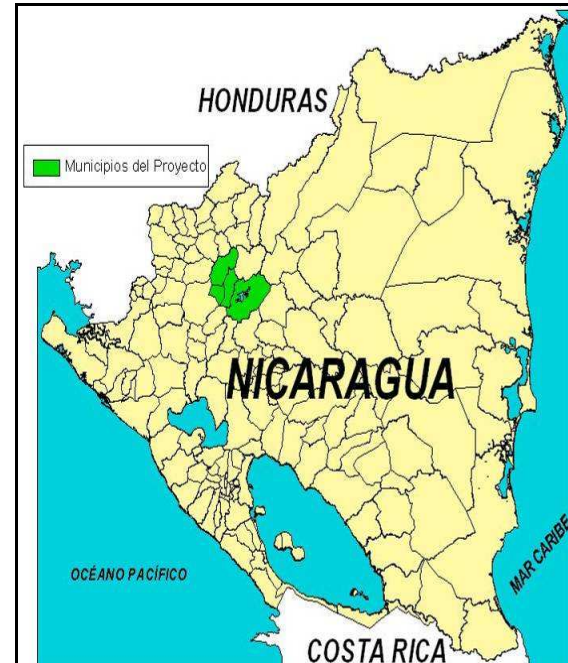 HONDURAS
Municipios del Proyecto
NICARAGUA
OCÉANO PACÍFICO
MAR CARIBE
COSTA RICA